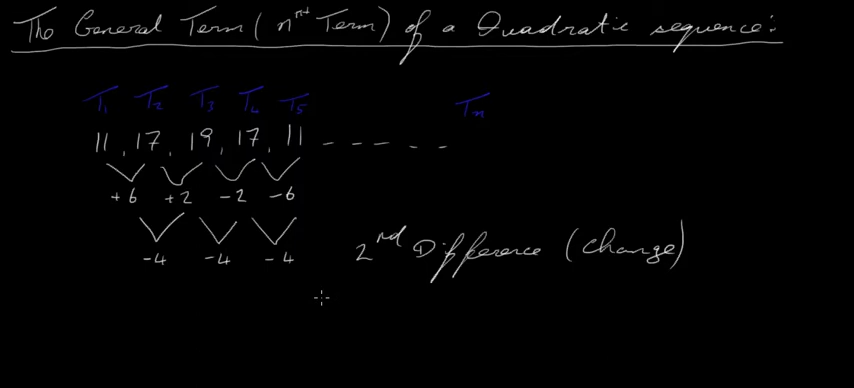 The General Term (nth Term) of a Quadratic sequence:
T1 T2 T3 T4 T5 Tn
11, 17, 19, 17, 11 - - - - -
+6 +2 -2 -6
-4 -4 -4 2nd Difference (Change)